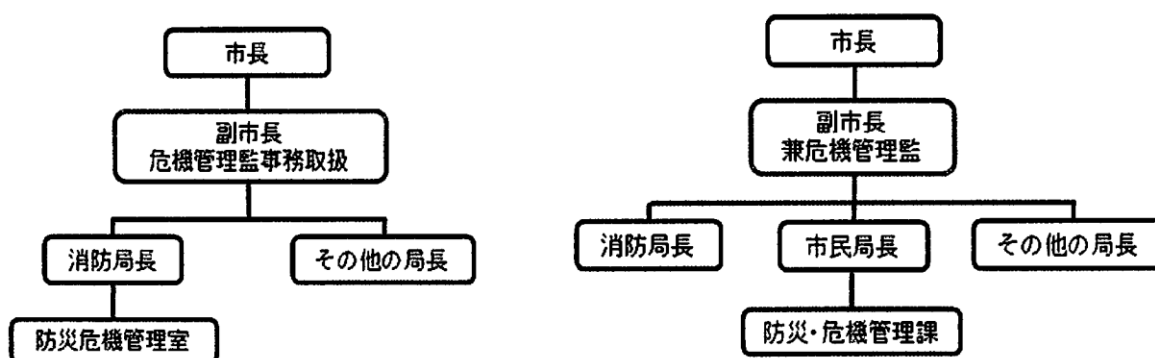 市長
副市長
危機管理監事務取扱
消防局長
その他の局長
防災危機管理室
市長
副市長
兼危機管理監
消防局長
市民局長
その他の局長
防災・危機管理課